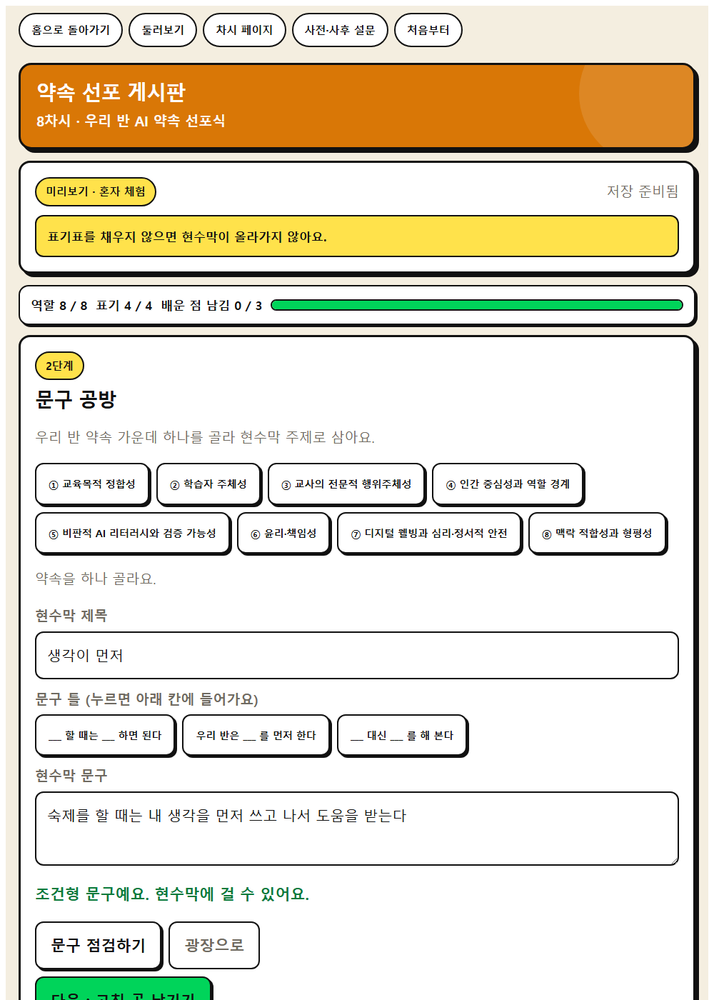 홈으로 돌아가기 둘러보기 차시 페이지 사전·사후 설문 처음부터
약속 선포 게시판
8차시 · 우리 반 AI 약속 선포식
미리보기 · 혼자 체험 저장 준비됨
표기표를 채우지 않으면 현수막이 올라가지 않아요.
역할 8 / 8 표기 4 / 4 배운 점 남김 0 / 3
2단계
문구 공방
우리 반 약속 가운데 하나를 골라 현수막 주제로 삼아요.
① 교육목적 정합성 ② 학습자 주체성 ③ 교사의 전문적 행위주체성 ④ 인간 중심성과 역할 경계
⑤ 비판적 AI 리터러시와 검증 가능성 ⑥ 윤리·책임성 ⑦ 디지털 웰빙과 심리·정서적 안전 ⑧ 맥락 적합성과 형평성
약속을 하나 골라요.
현수막 제목
생각이 먼저
문구 틀 (누르면 아래 칸에 들어가요)
___ 할 때는 ___ 하면 된다 우리 반은 ___ 를 먼저 한다 ___ 대신 ___ 를 해 본다
현수막 문구
숙제를 할 때는 내 생각을 먼저 쓰고 나서 도움을 받는다
조건형 문구예요. 현수막에 걸 수 있어요.
문구 점검하기 광장으로
다음 · 고친 곳 남기기